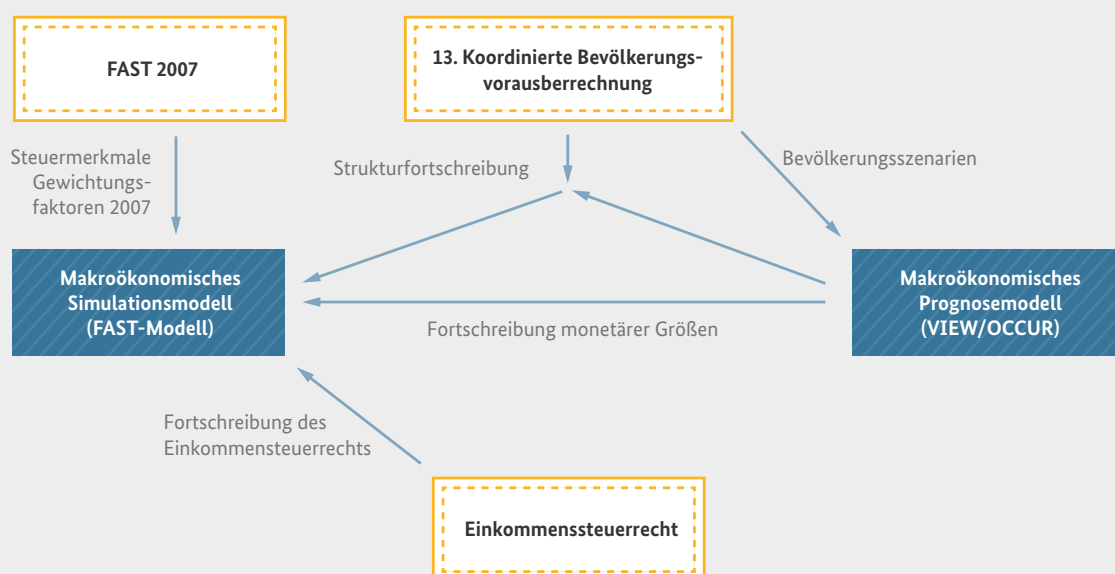 FAST 2007
13. Koordinierte Bevölkerungs-
vorausberrechnung
Steuermerkmale
Gewichtungs-
faktoren 2007
Strukturfortschreibung
Bevölkerungsszenarien
Makroökonomisches
Simulationsmodell
(FAST-Modell)
Makroökonomisches
Prognosemodell
(VIEW/OCCUR)
Fortschreibung monetärer Größen
Fortschreibung des
Einkommensteuerrechts
Einkommenssteuerrecht